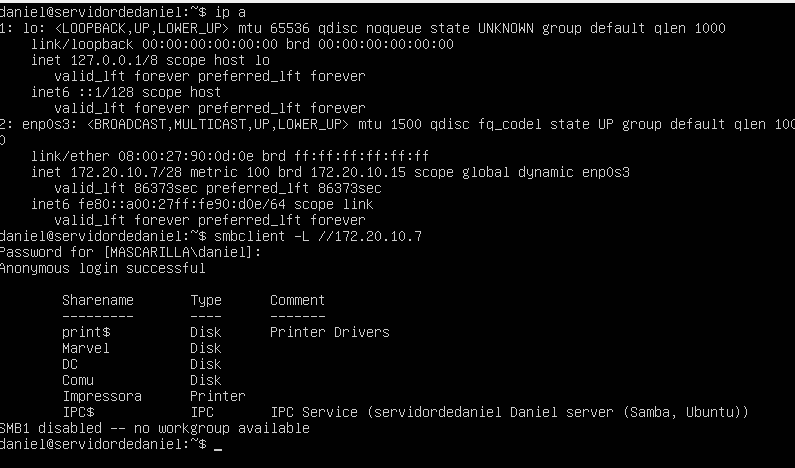 daniel@servidordedaniel:~$ ip a
1: lo: <LOOPBACK,UP,LOWER_UP> mtu 65536 qdisc noqueue state UNKNOWN group default qlen 1000
    link/loopback 00:00:00:00:00:00 brd 00:00:00:00:00:00
    inet 127.0.0.1/8 scope host lo
       valid_lft forever preferred_lft forever
    inet6 ::1/128 scope host
       valid_lft forever preferred_lft forever
2: enp0s3: <BROADCAST,MULTICAST,UP,LOWER_UP> mtu 1500 qdisc fq_codel state UP group default qlen 100
0
    link/ether 08:00:27:90:0d:0e brd ff:ff:ff:ff:ff:ff
    inet 172.20.10.7/28 metric 100 brd 172.20.10.15 scope global dynamic enp0s3
       valid_lft 86373sec preferred_lft 86373sec
    inet6 fe80::a00:27ff:fe90:d0e/64 scope link
       valid_lft forever preferred_lft forever
daniel@servidordedaniel:~$ smbclient -L //172.20.10.7
Password for [MASCARILLA\daniel]:
Anonymous login successful

        Sharename       Type      Comment
        ---------       ----      -------
        print$          Disk      Printer Drivers
        Marvel          Disk
        DC              Disk
        Comu            Disk
        Impressora      Printer
        IPC$            IPC       IPC Service (servidordedaniel Daniel server (Samba, Ubuntu))
SMB1 disabled -- no workgroup available
daniel@servidordedaniel:~$ _